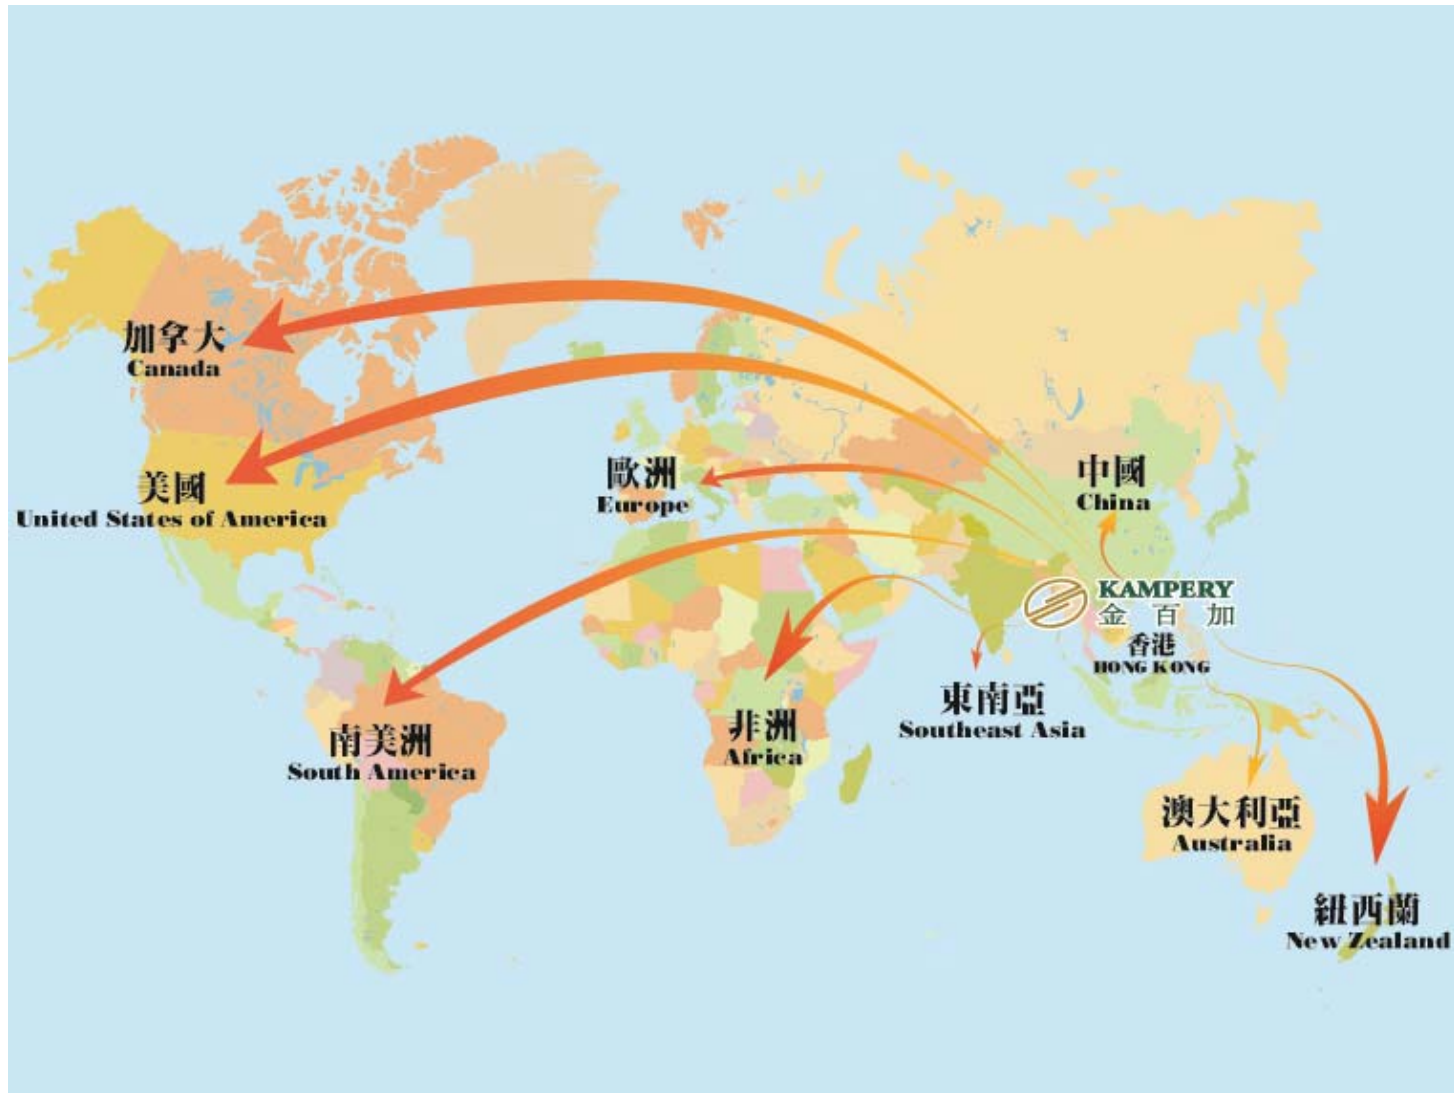 加拿大
Canada
美國
United States of America
歐洲
Europe
中國
China
KAMPERY
金百加
香港
HONG KONG
東南亞
Southeast Asia
南美洲
South America
非洲
Africa
澳大利亞
Australia
紐西蘭
New Zealand